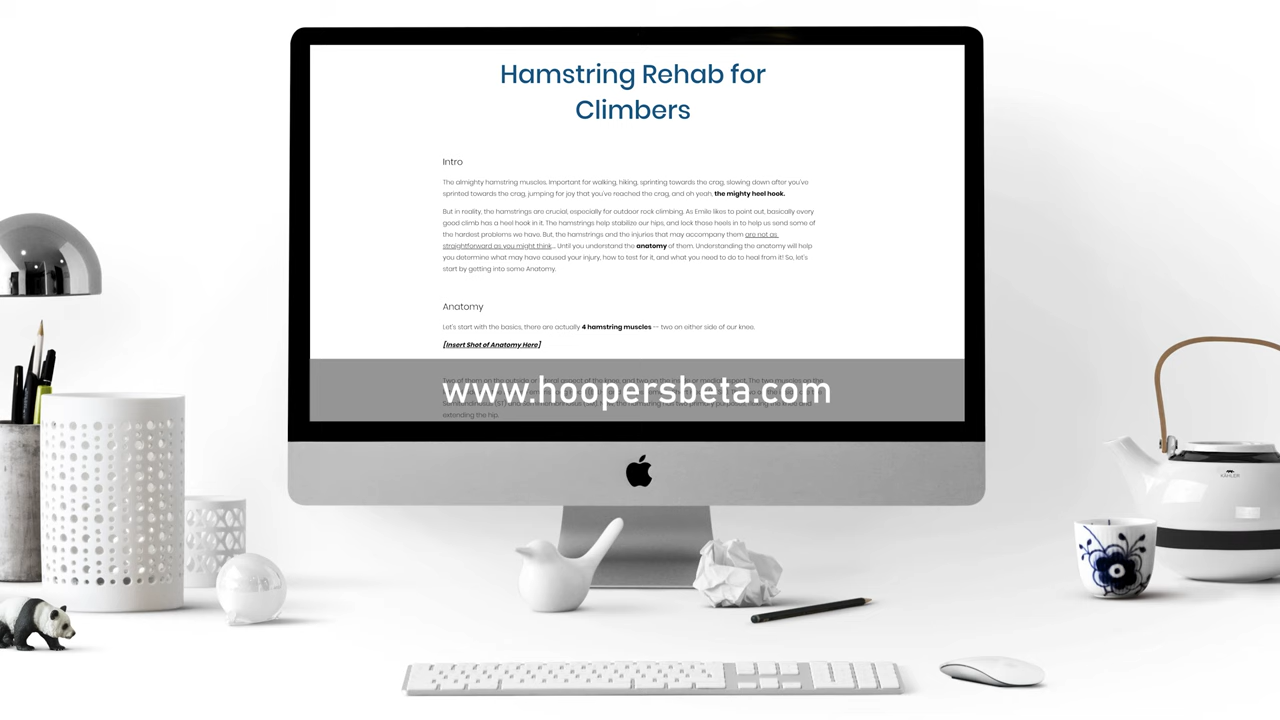 Hamstring Rehab for
Climbers
Intro
The almighty hamstring muscles. Important for walking, hiking, sprinting towards the crag, slowing down after you've
sprinted towards the crag, jumping for joy that you've reached the crag, and oh yeah, the mighty heel hook.
But in reality, the hamstrings are crucial, especially for outdoor rock climbing. As Emile likes to point out, basically every
good climb has a heel hook in it. The hamstrings help stabilize our hips, and lock those heels in to help us send some of
the hardest problems we have. But, the hamstrings and the injuries that may accompany them are not as
straightforward as you might think... Until you understand the anatomy of them. Understanding the anatomy will help
you determine what may have caused your injury, how to test for it, and what you need to do to heal from it! So, let's
start by getting into some Anatomy.
Anatomy
Let's start with the basics, there are actually 4 hamstring muscles — two on either side of our knee.
[Insert Shot of Anatomy Here]
www.hoopersbeta.com
extending the hip.
KÄHLER